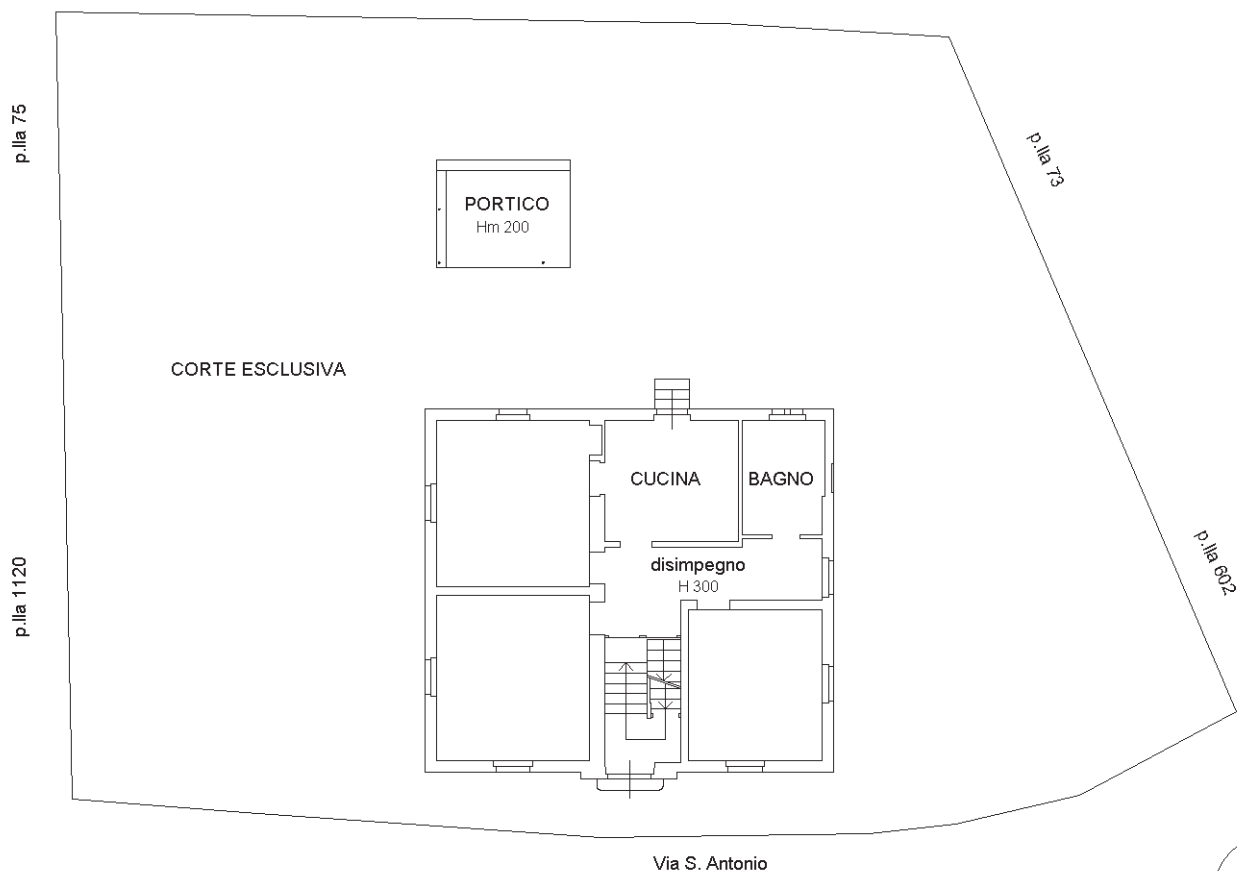 p.lla 75
p.lla 73
PORTICO
Hm 200
CORTE ESCLUSIVA
CUCINA
BAGNO
disimpegno
H 300
p.lla 1120
p.lla 602
Via S. Antonio